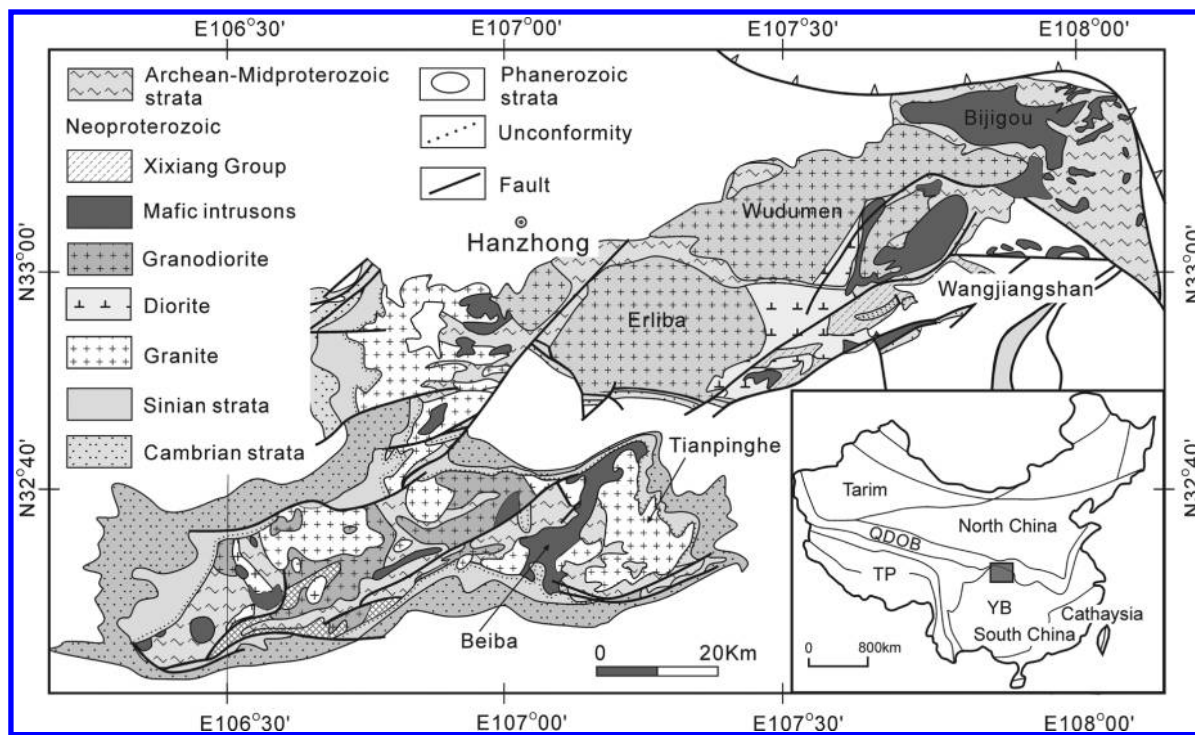 E106°30'
E107°00'
E107°30'
E108°00'
Archean-Midproterozoic
strata
Neoproterozoic
Xixiang Group
Mafic intrusons
Granodiorite
Diorite
Granite
Sinian strata
Cambrian strata
Phanerozoic
strata
Unconformity
Fault
Bijigou
Wudumen
Hanzhong
N33°00'
N33°00'
Wangjiangshan
Erliba
Tianpinghe
N32°40'
N32°40'
Beiba
0
20Km
Tarim
North China
QDOB
TP
YB
Cathaysia
South China
0
800km
E106°30'
E107°00'
E107°30'
E108°00'